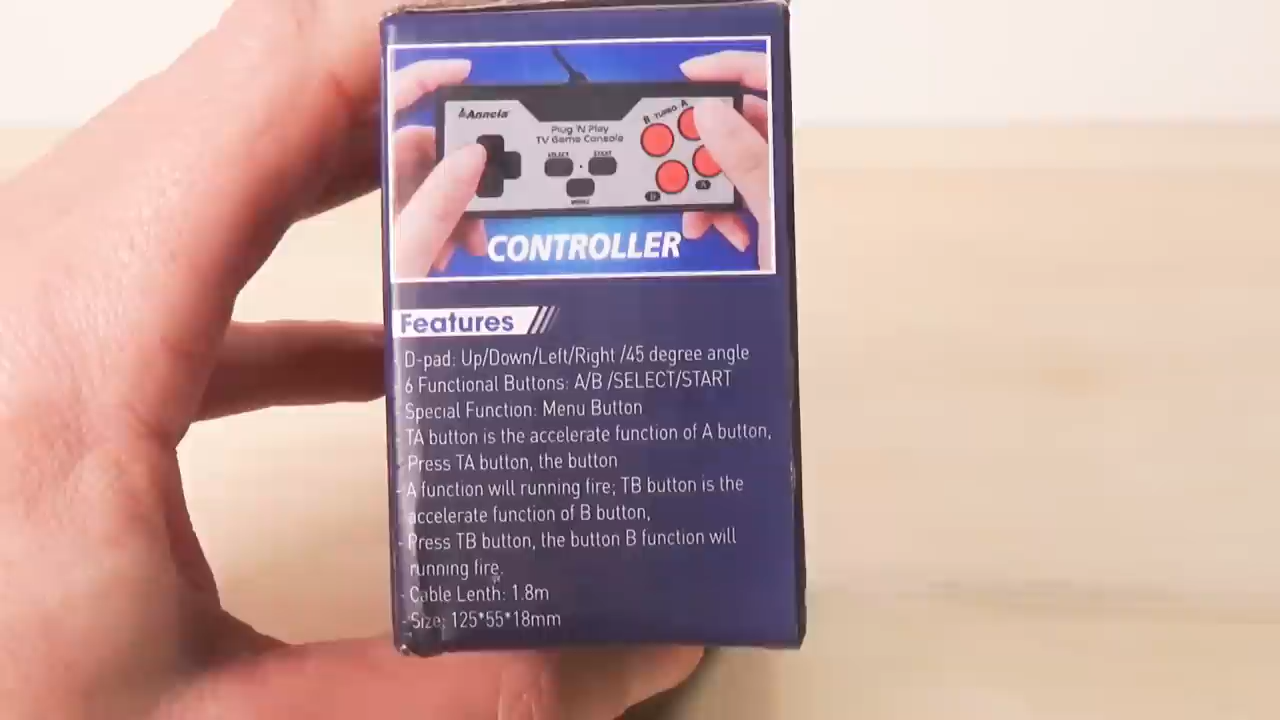 Annela
Plug 'N Play
TV Game Console
SELECT START
B TURBO A
B A
CONTROLLER
Features
- D-pad: Up/Down/Left/Right /45 degree angle
- 6 Functional Buttons: A/B /SELECT/START
- Special Function: Menu Button
- TA button is the accelerate function of A button,
- Press TA button, the button
- A function will running fire; TB button is the
accelerate function of B button,
- Press TB button, the button B function will
running fire.
- Cable Lenth: 1.8m
- Size: 125*55*18mm